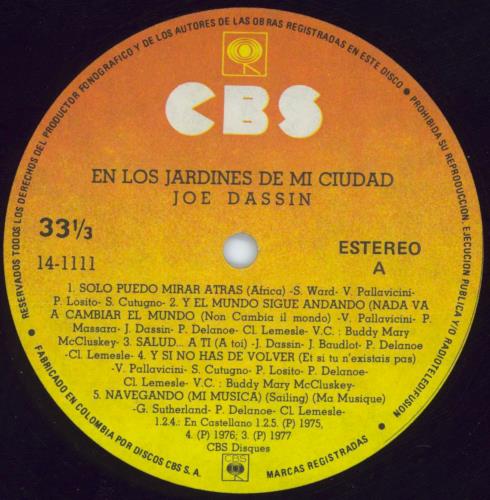 RESERVADOS TODOS LOS DERECHOS DEL PRODUCTOR FONOGRAFICO Y DE LOS AUTORES DE LAS OBRAS REGISTRADAS EN ESTE DISCO • PROHIBIDA SU REPRODUCCION, EJECUCION PUBLICA Y/O RADIOTELEDIFUSION
CBS
EN LOS JARDINES DE MI CIUDAD
JOE DASSIN
33⅓
14-1111
ESTEREO
A
1. SOLO PUEDO MIRAR ATRAS (Africa) -S. Ward- V. Pallavicini-
P. Losito- S. Cutugno- 2. Y EL MUNDO SIGUE ANDANDO (NADA VA
A CAMBIAR EL MUNDO (Non Cambia il mondo) -V. Pallavicini- P.
Massara- J. Dassin- P. Delanoe- Cl. Lemesle- V.C. : Buddy Mary
McCluskey- 3. SALUD... A TI (A toi) -J. Dassin- J. Baudlot- P. Delanoe
-Cl. Lemesle- 4. Y SI NO HAS DE VOLVER (Et si tu n'existais pas)
-V. Pallavicini- S. Cutugno- P. Losito- P. Delanoe-
Cl. Lemesle- V.C. : Buddy Mary McCluskey-
5. NAVEGANDO (MI MUSICA) (Sailing) (Ma Musique)
-G. Sutherland- P. Delanoe- Cl. Lemesle-
1.2.4.: En Castellano 1.2.5. (P) 1975,
4. (P) 1976; 3. (P) 1977
CBS Disques
CBS
• FABRICADO EN COLOMBIA POR DISCOS CBS S.A.
MARCAS REGISTRADAS •